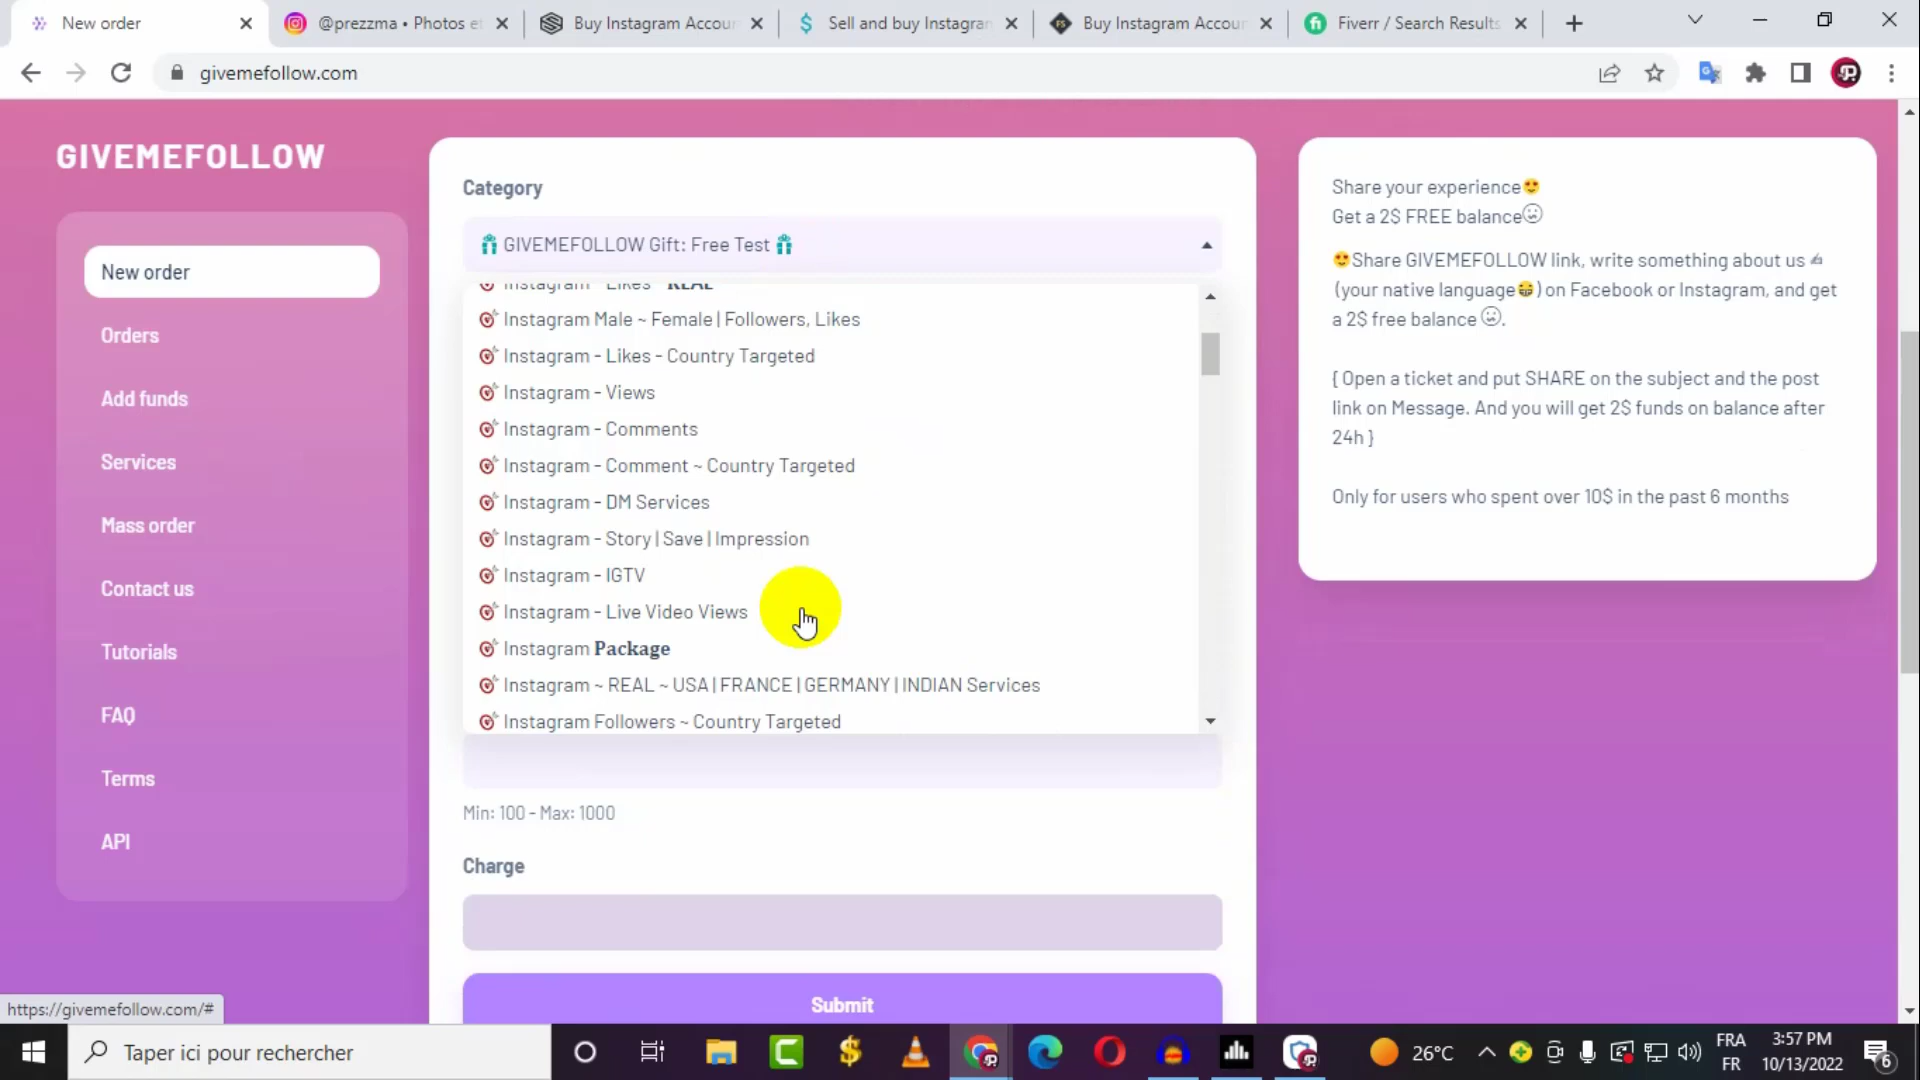 New order
@prezzma • Photos et
Buy Instagram Accou
Sell and buy Instagra
Buy Instagram Accou
Fiverr / Search Results
givemefollow.com
GIVEMEFOLLOW
New order
Orders
Add funds
Services
Mass order
Contact us
Tutorials
FAQ
Terms
API
Category
GIVEMEFOLLOW Gift: Free Test
Instagram - Likes - REAL
Instagram Male ~ Female | Followers, Likes
Instagram - Likes - Country Targeted
Instagram - Views
Instagram - Comments
Instagram - Comment ~ Country Targeted
Instagram - DM Services
Instagram - Story | Save | Impression
Instagram - IGTV
Instagram - Live Video Views
Instagram Package
Instagram ~ REAL ~ USA | FRANCE | GERMANY | INDIAN Services
Instagram Followers ~ Country Targeted
Min: 100 - Max: 1000
Charge
Submit
Share your experience😍
Get a 2$ FREE balance
😍Share GIVEMEFOLLOW link, write something about us
(your native language😁) on Facebook or Instagram, and get
a 2$ free balance .
{ Open a ticket and put SHARE on the subject and the post
link on Message. And you will get 2$ funds on balance after
24h }
Only for users who spent over 10$ in the past 6 months
https://givemefollow.com/#
Taper ici pour rechercher
26°C
FRA
FR
3:57 PM
10/13/2022
6